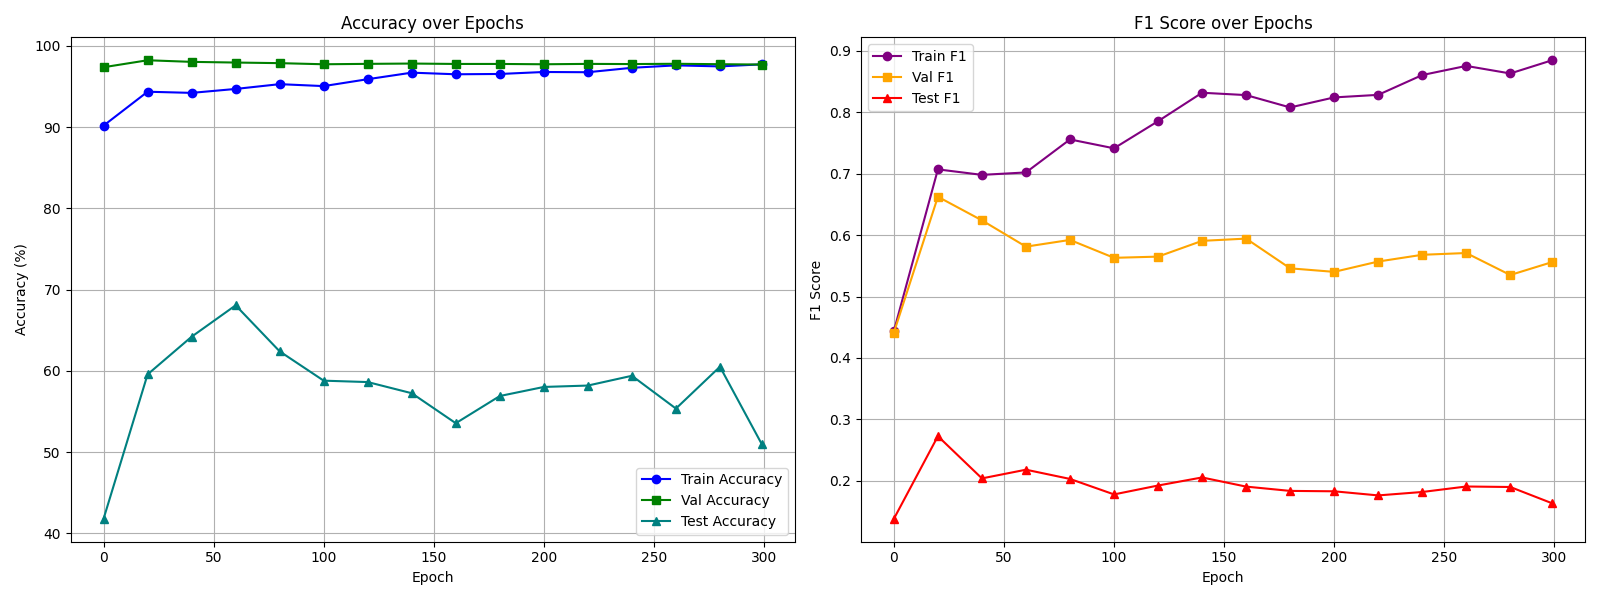 Accuracy over Epochs
100
90
80
70
60
50
40
Accuracy (%)
0 50 100 150 200 250 300
Epoch
Train Accuracy
Val Accuracy
Test Accuracy
F1 Score over Epochs
0.9
0.8
0.7
0.6
0.5
0.4
0.3
0.2
F1 Score
0 50 100 150 200 250 300
Epoch
Train F1
Val F1
Test F1